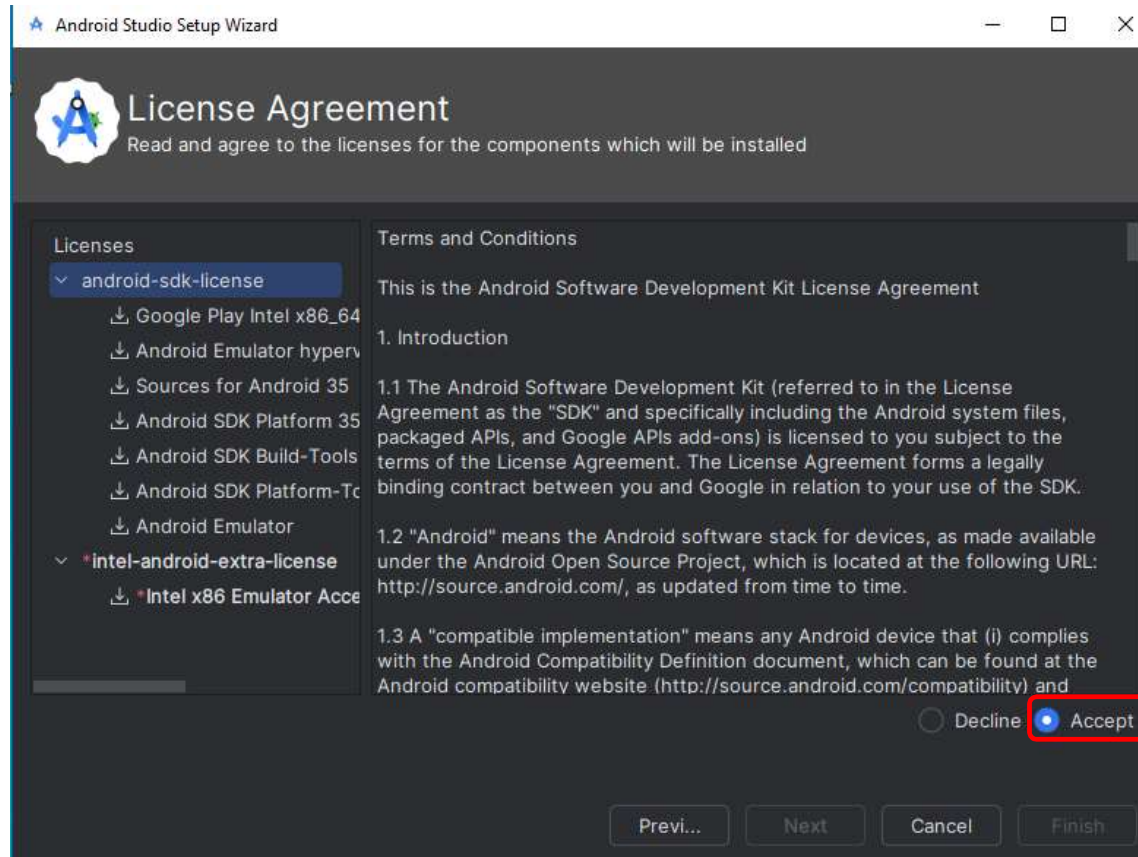 Android Studio Setup Wizard
License Agreement
Read and agree to the licenses for the components which will be installed
Licenses
android-sdk-license
Google Play Intel x86_64
Android Emulator hyperv
Sources for Android 35
Android SDK Platform 35
Android SDK Build-Tools
Android SDK Platform-To
Android Emulator
*intel-android-extra-license
*Intel x86 Emulator Acce
Terms and Conditions
This is the Android Software Development Kit License Agreement
1. Introduction
1.1 The Android Software Development Kit (referred to in the License
Agreement as the "SDK" and specifically including the Android system files,
packaged APIs, and Google APIs add-ons) is licensed to you subject to the
terms of the License Agreement. The License Agreement forms a legally
binding contract between you and Google in relation to your use of the SDK.
1.2 "Android" means the Android software stack for devices, as made available
under the Android Open Source Project, which is located at the following URL:
http://source.android.com/, as updated from time to time.
1.3 A "compatible implementation" means any Android device that (i) complies
with the Android Compatibility Definition document, which can be found at the
Android compatibility website (http://source.android.com/compatibility) and
Decline Accept
Previ... Next Cancel Finish